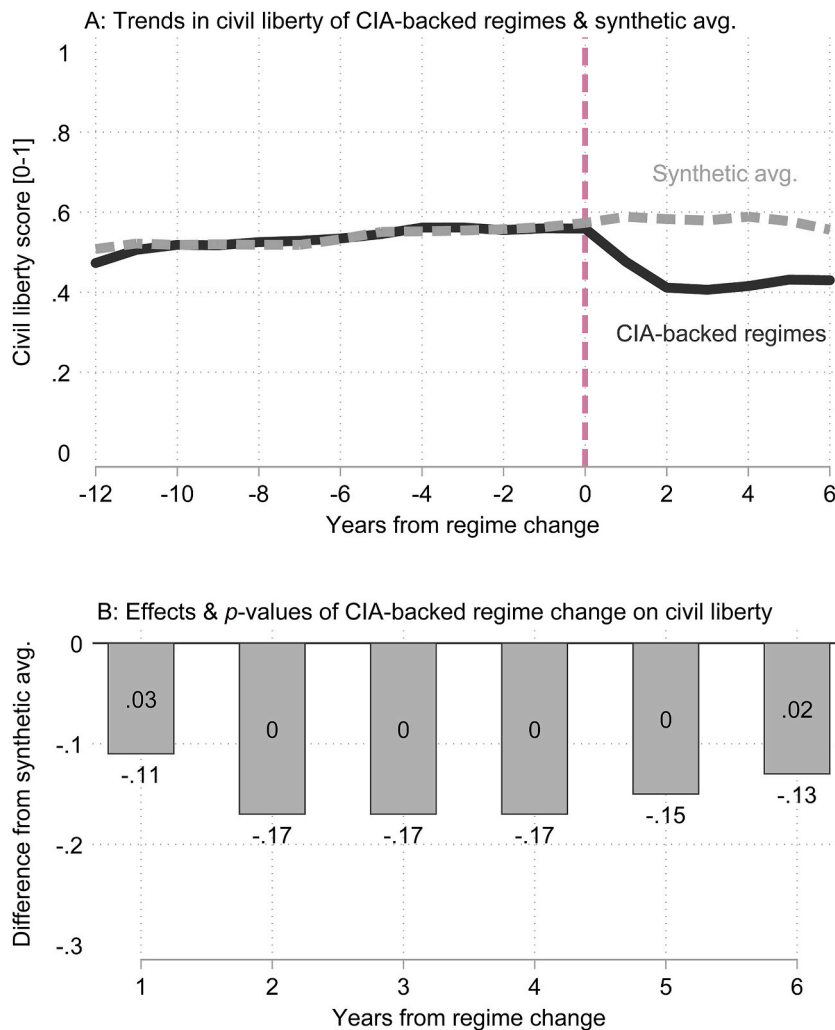 A: Trends in civil liberty of CIA-backed regimes & synthetic avg.
Civil liberty score [0-1]
1
.8
.6
.4
.2
0
Synthetic avg.
CIA-backed regimes
-12 -10 -8 -6 -4 -2 0 2 4 6
Years from regime change
B: Effects & p-values of CIA-backed regime change on civil liberty
Difference from synthetic avg.
0
-.1
-.2
-.3
.03 0 0 0 0 .02
-.11 -.17 -.17 -.17 -.15 -.13
1 2 3 4 5 6
Years from regime change